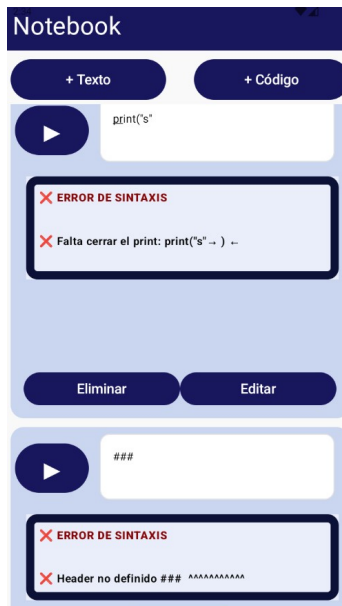 Notebook
+ Texto + Código
▶ print("s"
❌ ERROR DE SINTAXIS
❌ Falta cerrar el print: print("s"→ ) ←
Eliminar Editar
▶ ###
❌ ERROR DE SINTAXIS
❌ Header no definido ### ^^^^^^^^^^^